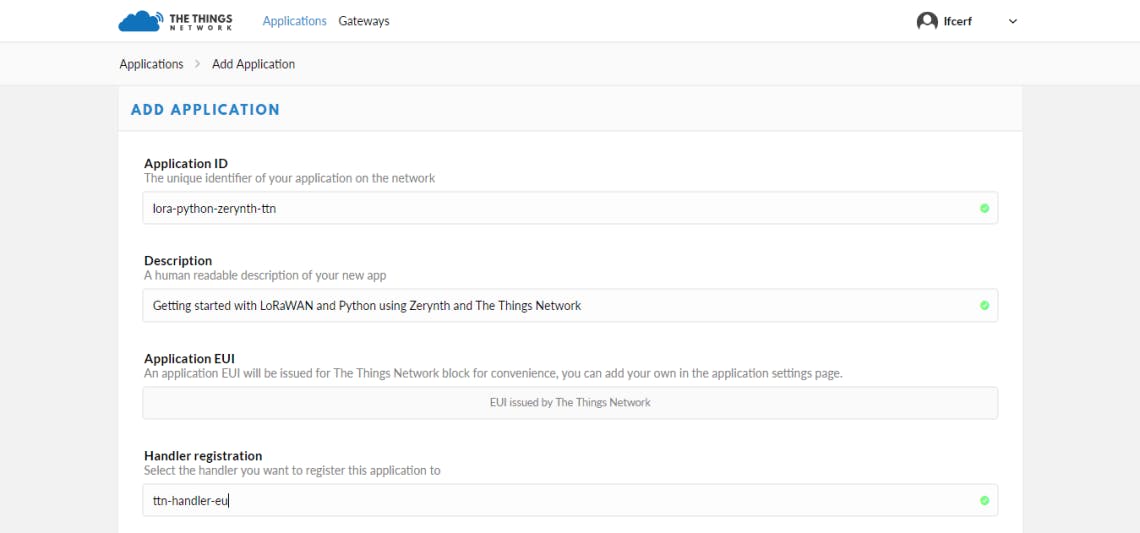 THE THINGS
NETWORK
Applications Gateways
lfcerf
Applications > Add Application
ADD APPLICATION
Application ID
The unique identifier of your application on the network
lora-python-zerynth-ttn
Description
A human readable description of your new app
Getting started with LoRaWAN and Python using Zerynth and The Things Network
Application EUI
An application EUI will be issued for The Things Network block for convenience, you can add your own in the application settings page.
EUI issued by The Things Network
Handler registration
Select the handler you want to register this application to
ttn-handler-eu